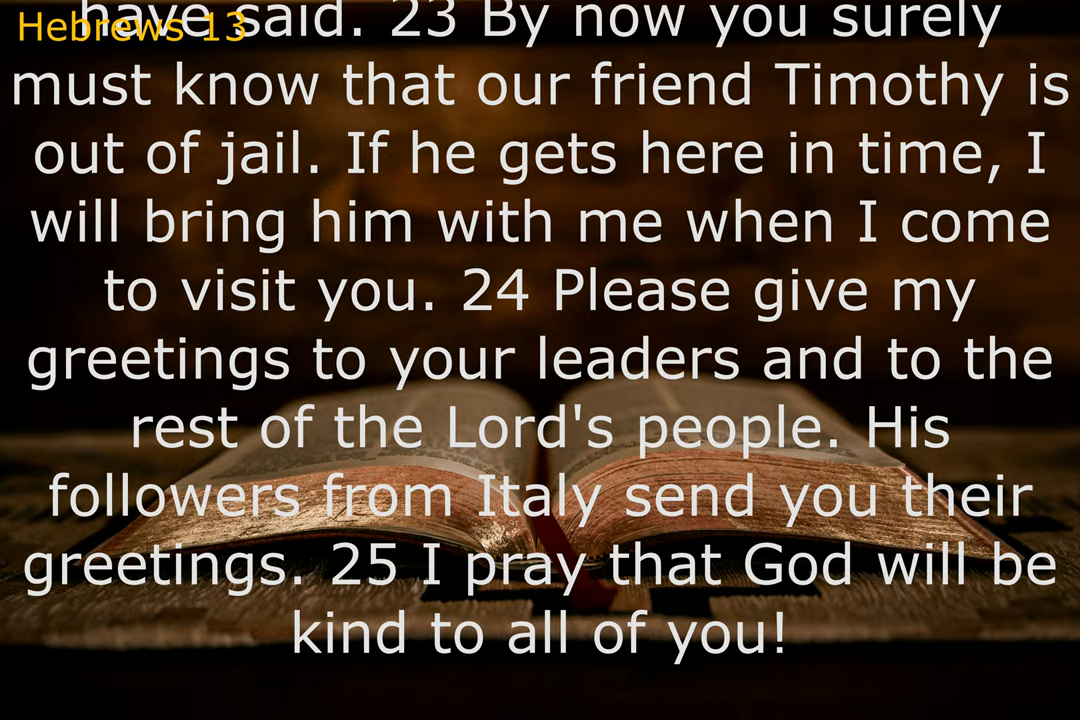 Hebrews 13
have said. 23 By now you surely
must know that our friend Timothy is
out of jail. If he gets here in time, I
will bring him with me when I come
to visit you. 24 Please give my
greetings to your leaders and to the
rest of the Lord's people. His
followers from Italy send you their
greetings. 25 I pray that God will be
kind to all of you!